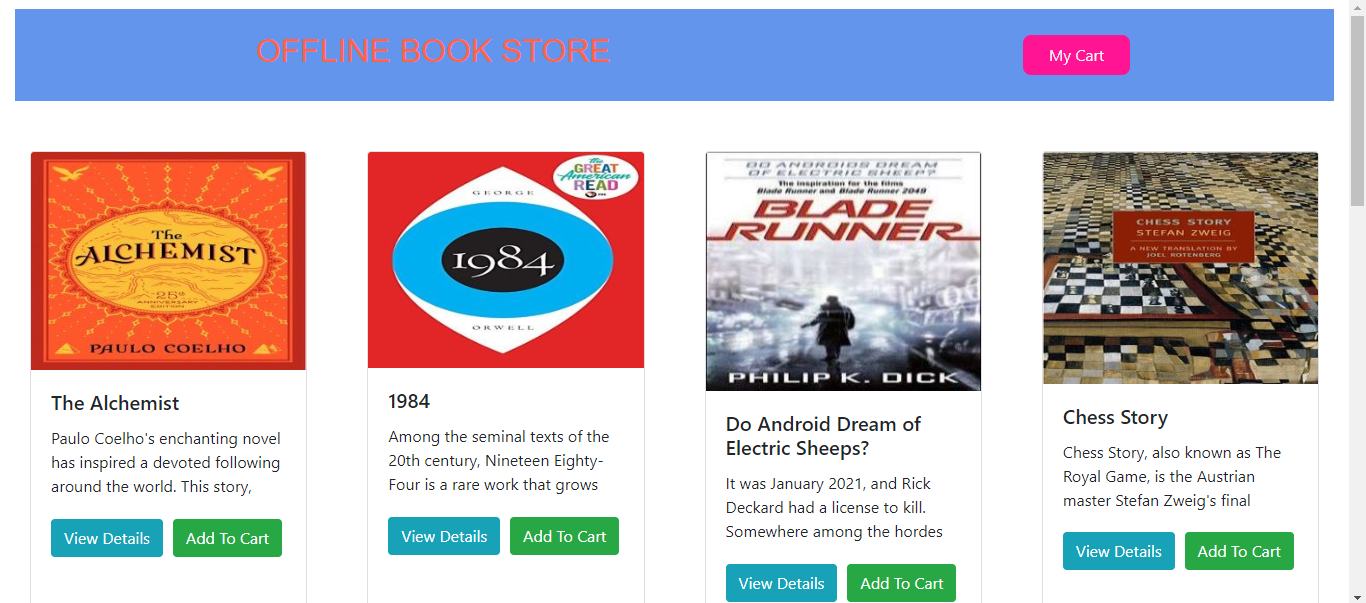 OFFLINE BOOK STORE
My Cart
The
ALCHEMIST
25th
ANNIVERSARY
EDITION
PAULO COELHO
The Alchemist
Paulo Coelho's enchanting novel
has inspired a devoted following
around the world. This story,
View Details
Add To Cart
the
GREAT
American
READ
GEORGE
1984
ORWELL
1984
Among the seminal texts of the
20th century, Nineteen Eighty-
Four is a rare work that grows
View Details
Add To Cart
DO ANDROIDS DREAM
OF ELECTRIC SHEEP?
The inspiration for the films
Blade Runner and Blade Runner 2049
BLADE
RUNNER
PHILIP K. DICK
Do Android Dream of
Electric Sheeps?
It was January 2021, and Rick
Deckard had a license to kill.
Somewhere among the hordes
View Details
Add To Cart
CHESS STORY
STEFAN ZWEIG
A NEW TRANSLATION BY
JOEL ROTENBERG
Chess Story
Chess Story, also known as The
Royal Game, is the Austrian
master Stefan Zweig's final
View Details
Add To Cart